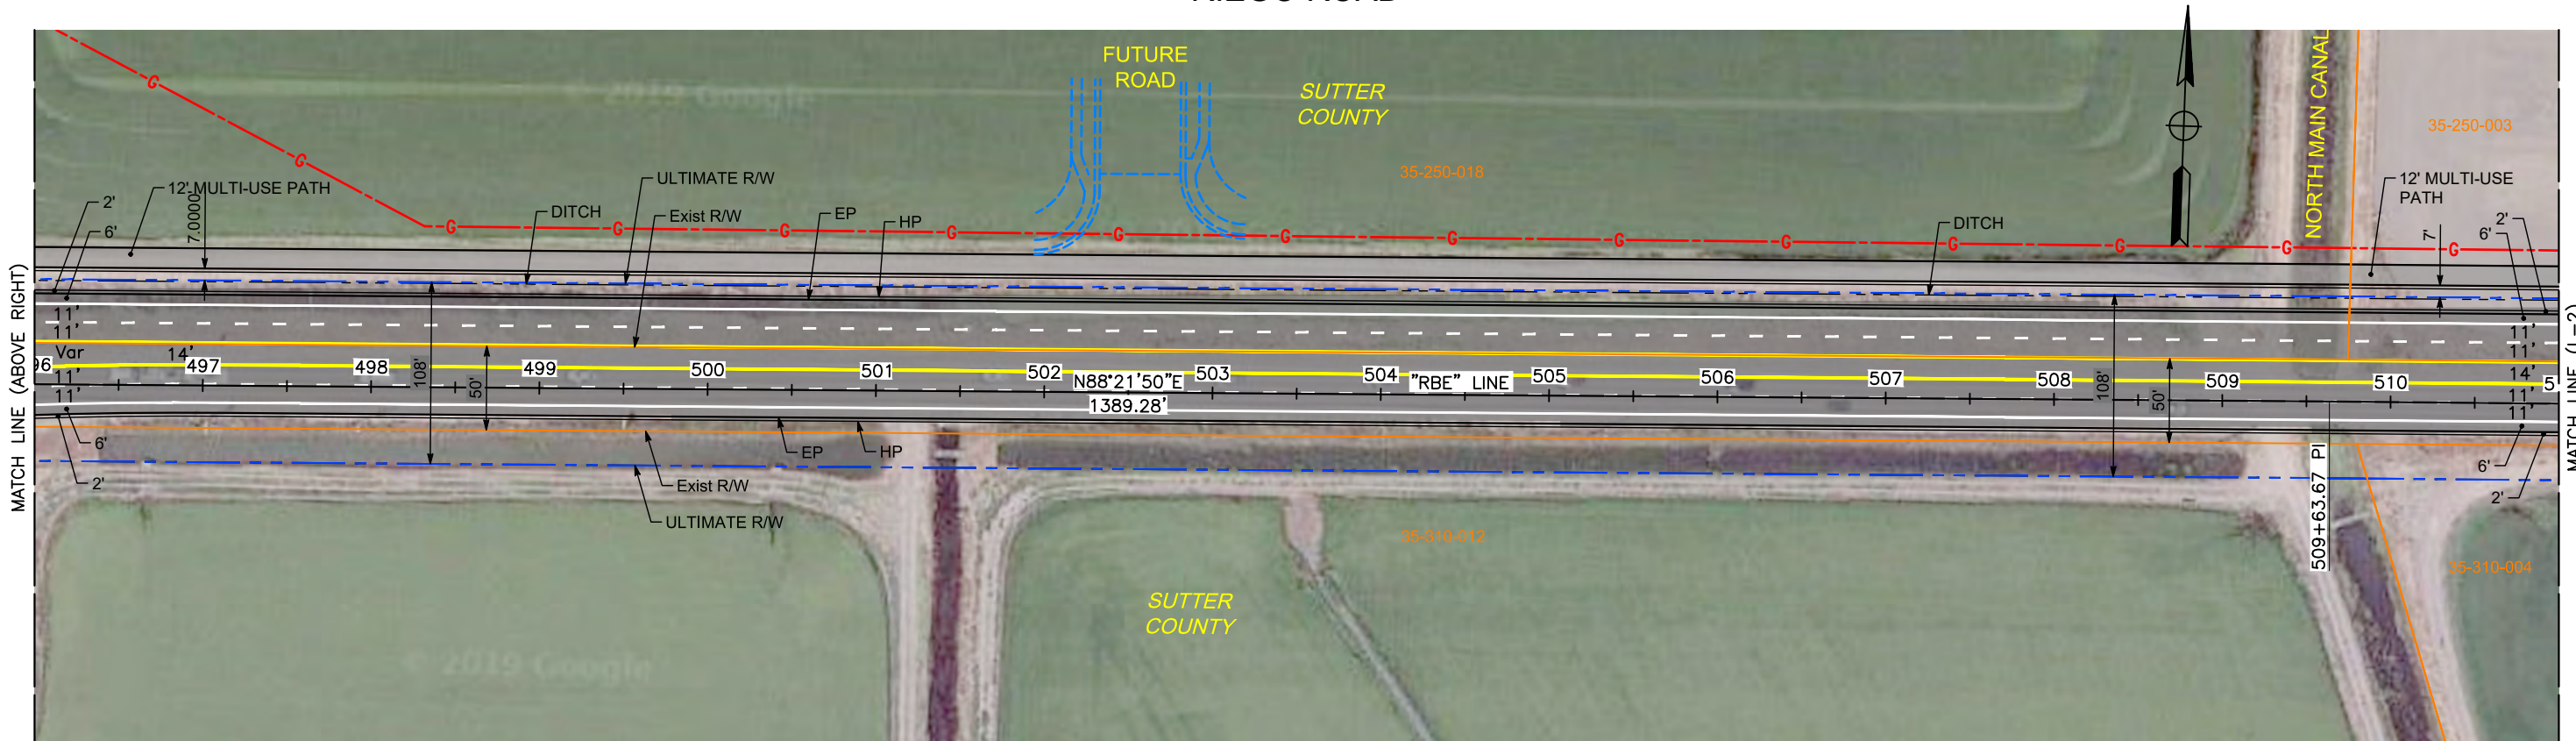 FUTURE
ROAD
SUTTER
COUNTY
© 2019 Google
NORTH MAIN CANAL
35-250-003
35-250-018
12' MULTI-USE PATH
7.0000
2'
6'
ULTIMATE R/W
Exist R/W
DITCH
EP
HP
DITCH
12' MULTI-USE
PATH
7'
2'
6'
G G G G G G G G G G G G G G G
MATCH LINE (ABOVE RIGHT)
11'
11'
Var
14'
11'
11'
96 497 498 499 500 501 502 503 504 505 506 507 508 509 510 5
108'
50'
N88°21'50"E
1389.28'
"RBE" LINE
108'
50'
11'
11'
14'
11'
11'
6'
2'
EP
HP
Exist R/W
ULTIMATE R/W
509+63.67 PI
6'
2'
35-310-012
35-310-004
SUTTER
COUNTY
© 2019 Google